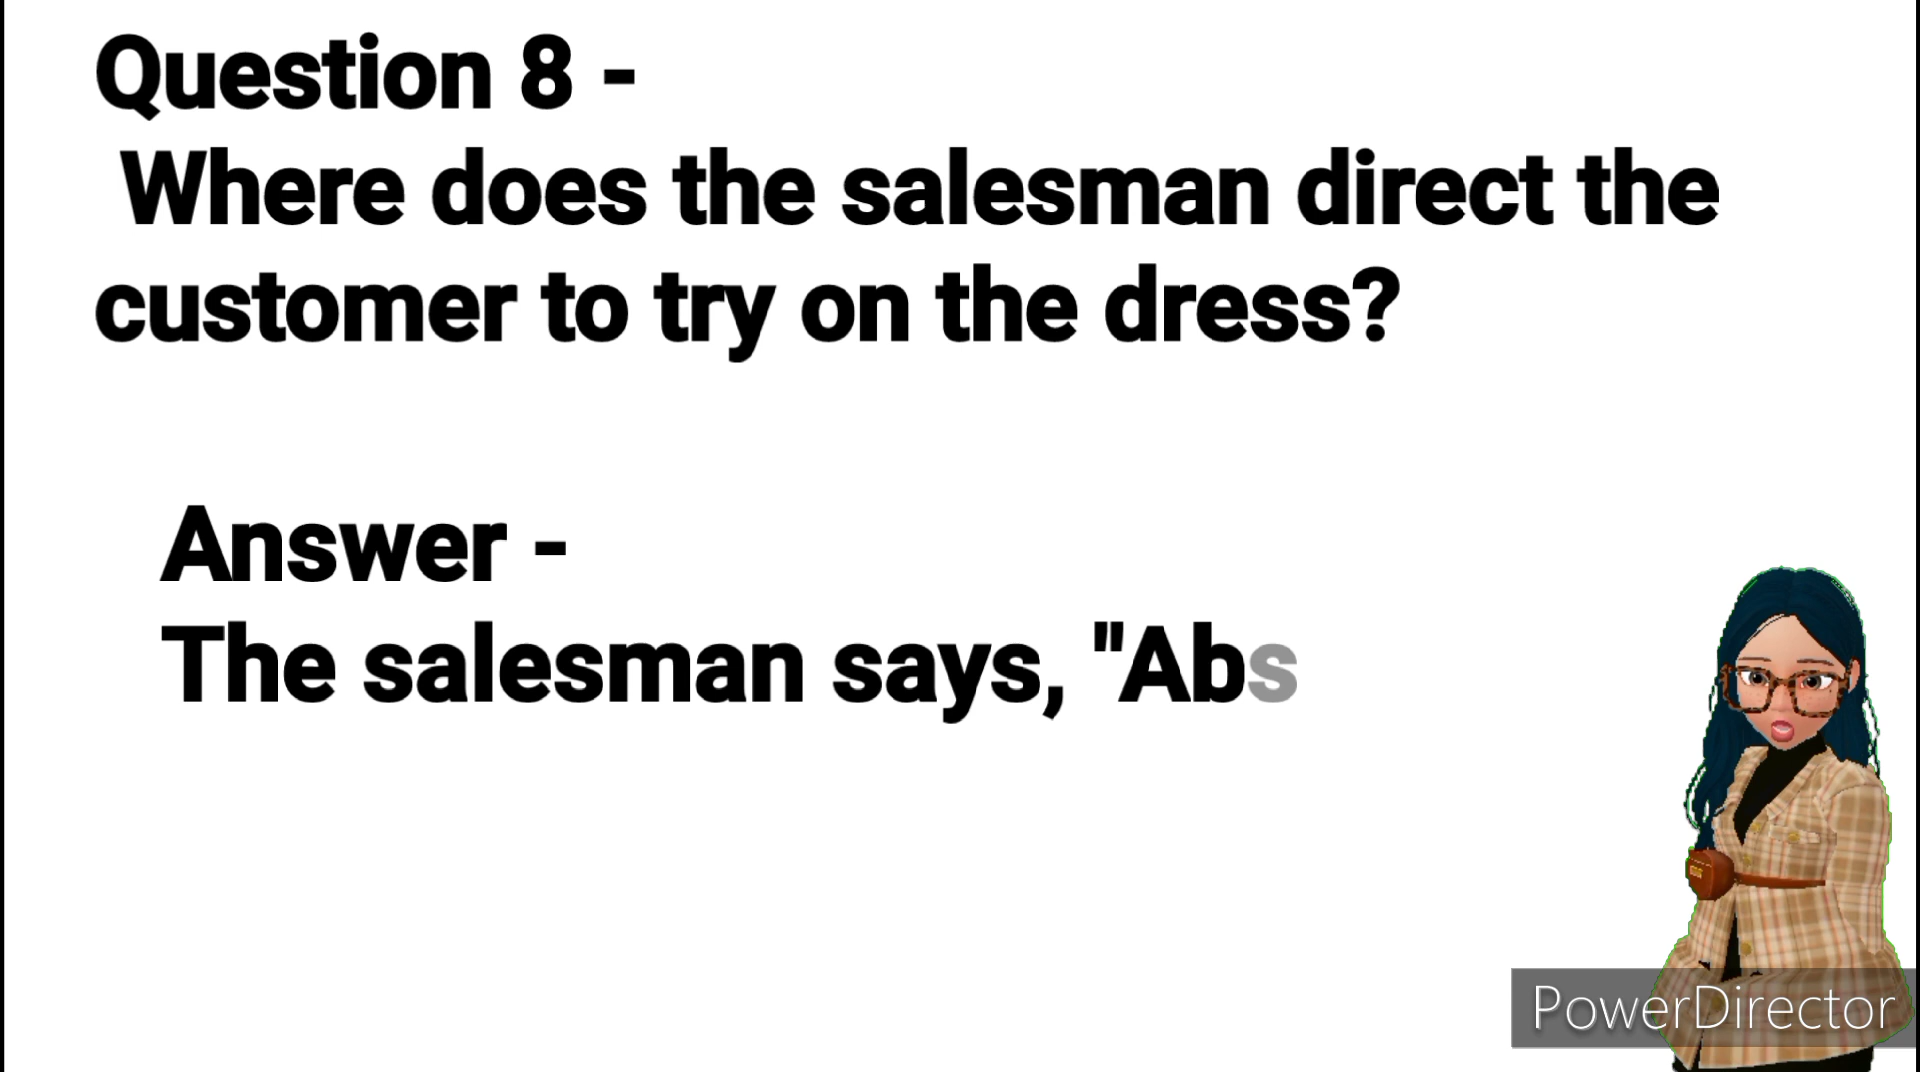 Question 8 -
Where does the salesman direct the
customer to try on the dress?
Answer -
The salesman says, "Abs
PowerDirector